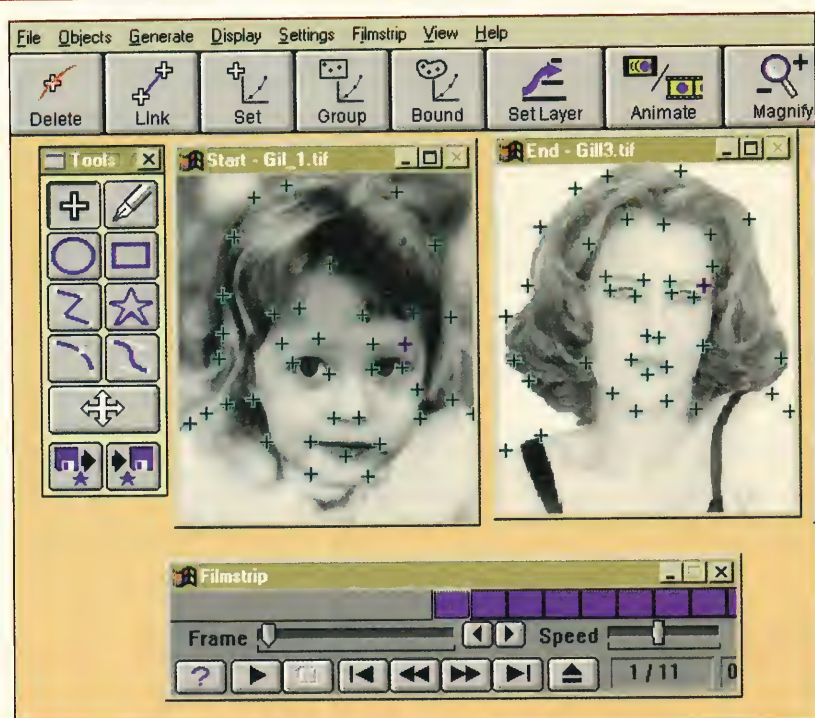 File Objects Generate Display Settings Filmstrip View Help
Delete Link Set Group Bound Set Layer Animate Magnify
Tools
Start - Gil_1.tif
End - Gill3.tif
Filmstrip
Frame Speed
? 1 / 11 0